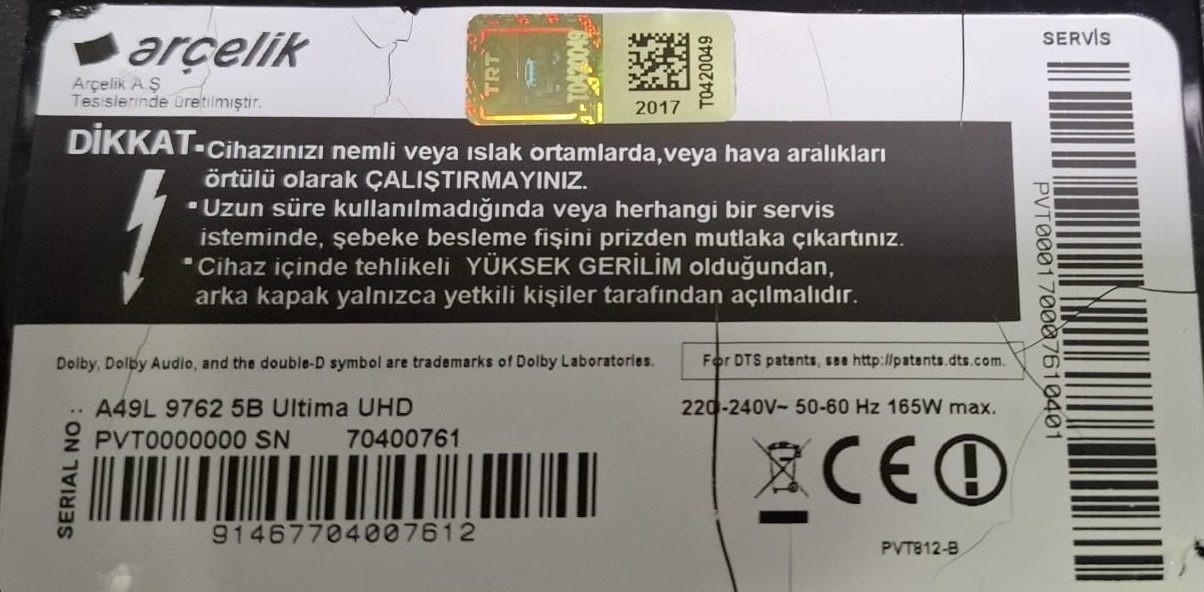 arçelik
Arçelik A.Ş
Tesislerinde üretilmiştir.
TRT
T0420049
2017
T0420049
SERVİS
DİKKAT-Cihazınızı nemli veya ıslak ortamlarda,veya hava aralıkları
örtülü olarak ÇALIŞTIRMAYINIZ.
▪Uzun süre kullanılmadığında veya herhangi bir servis
isteminde, şebeke besleme fişini prizden mutlaka çıkartınız.
▪Cihaz içinde tehlikeli YÜKSEK GERİLİM olduğundan,
arka kapak yalnızca yetkili kişiler tarafından açılmalıdır.
PVT0000170007610401
Dolby, Dolby Audio, and the double-D symbol are trademarks of Dolby Laboratories.
For DTS patents, see http://patents.dts.com.
A49L 9762 5B Ultima UHD
220-240V~ 50-60 Hz 165W max.
SERIAL NO :
PVT0000000 SN 70400761
91467704007612
CE
PVT812-B